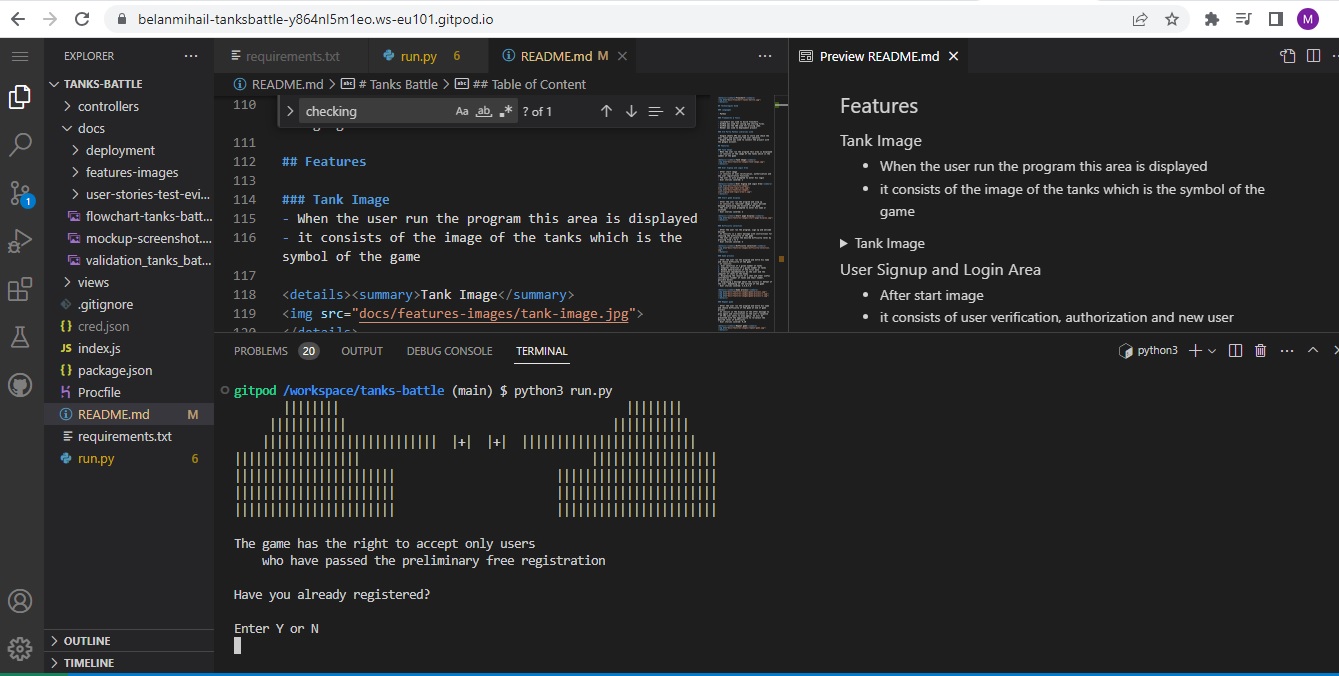 belanmihail-tanksbattle-y864nl5m1eo.ws-eu101.gitpod.io
M
EXPLORER
TANKS-BATTLE
controllers
docs
deployment
features-images
user-stories-test-evi...
flowchart-tanks-batt...
mockup-screenshot....
validation_tanks_bat...
views
.gitignore
{} cred.json
JS index.js
{} package.json
Procfile
README.md M
requirements.txt
run.py 6
OUTLINE
TIMELINE
1
requirements.txt
run.py 6
README.md M
README.md > # Tanks Battle > ## Table of Content
checking
Aa ab .* ? of 1
110
111
112 ## Features
113
114 ### Tank Image
115 - When the user run the program this area is displayed
116 - it consists of the image of the tanks which is the
symbol of the game
117
118 <details><summary>Tank Image</summary>
119 <img src="docs/features-images/tank-image.jpg">
120 </details>
Preview README.md
Features
Tank Image
• When the user run the program this area is displayed
• it consists of the image of the tanks which is the symbol of the
game
Tank Image
User Signup and Login Area
• After start image
• it consists of user verification, authorization and new user
PROBLEMS 20 OUTPUT DEBUG CONSOLE TERMINAL
python3
gitpod /workspace/tanks-battle (main) $ python3 run.py
|+| |+|
The game has the right to accept only users
who have passed the preliminary free registration
Have you already registered?
Enter Y or N